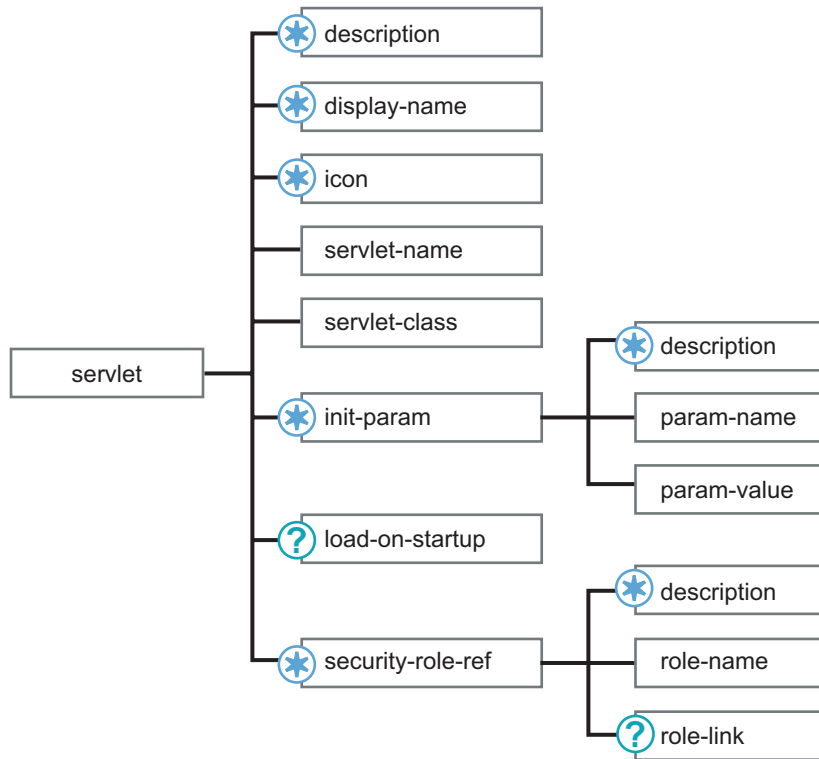 description
display-name
icon
servlet-name
servlet-class
servlet
init-param
description
param-name
param-value
load-on-startup
?
security-role-ref
description
role-name
role-link
?